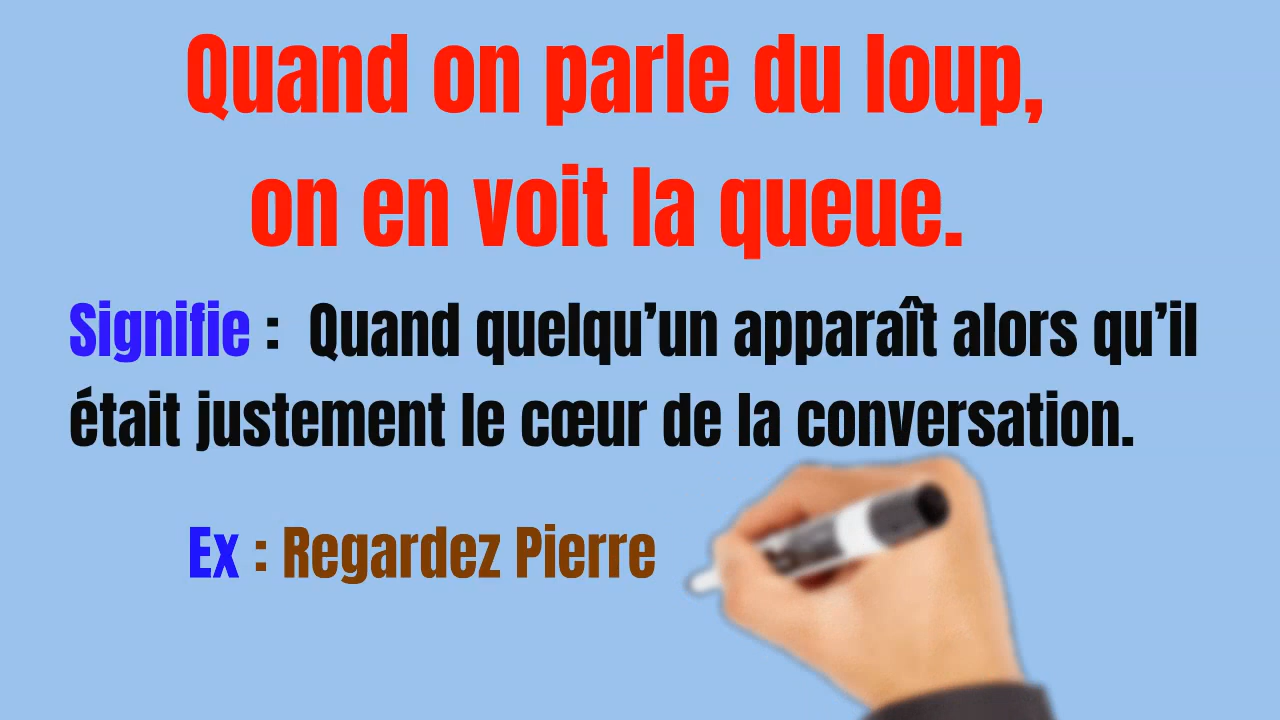 Quand on parle du loup,
on en voit la queue.
Signifie : Quand quelqu’un apparaît alors qu’il
était justement le cœur de la conversation.
Ex : Regardez Pierre